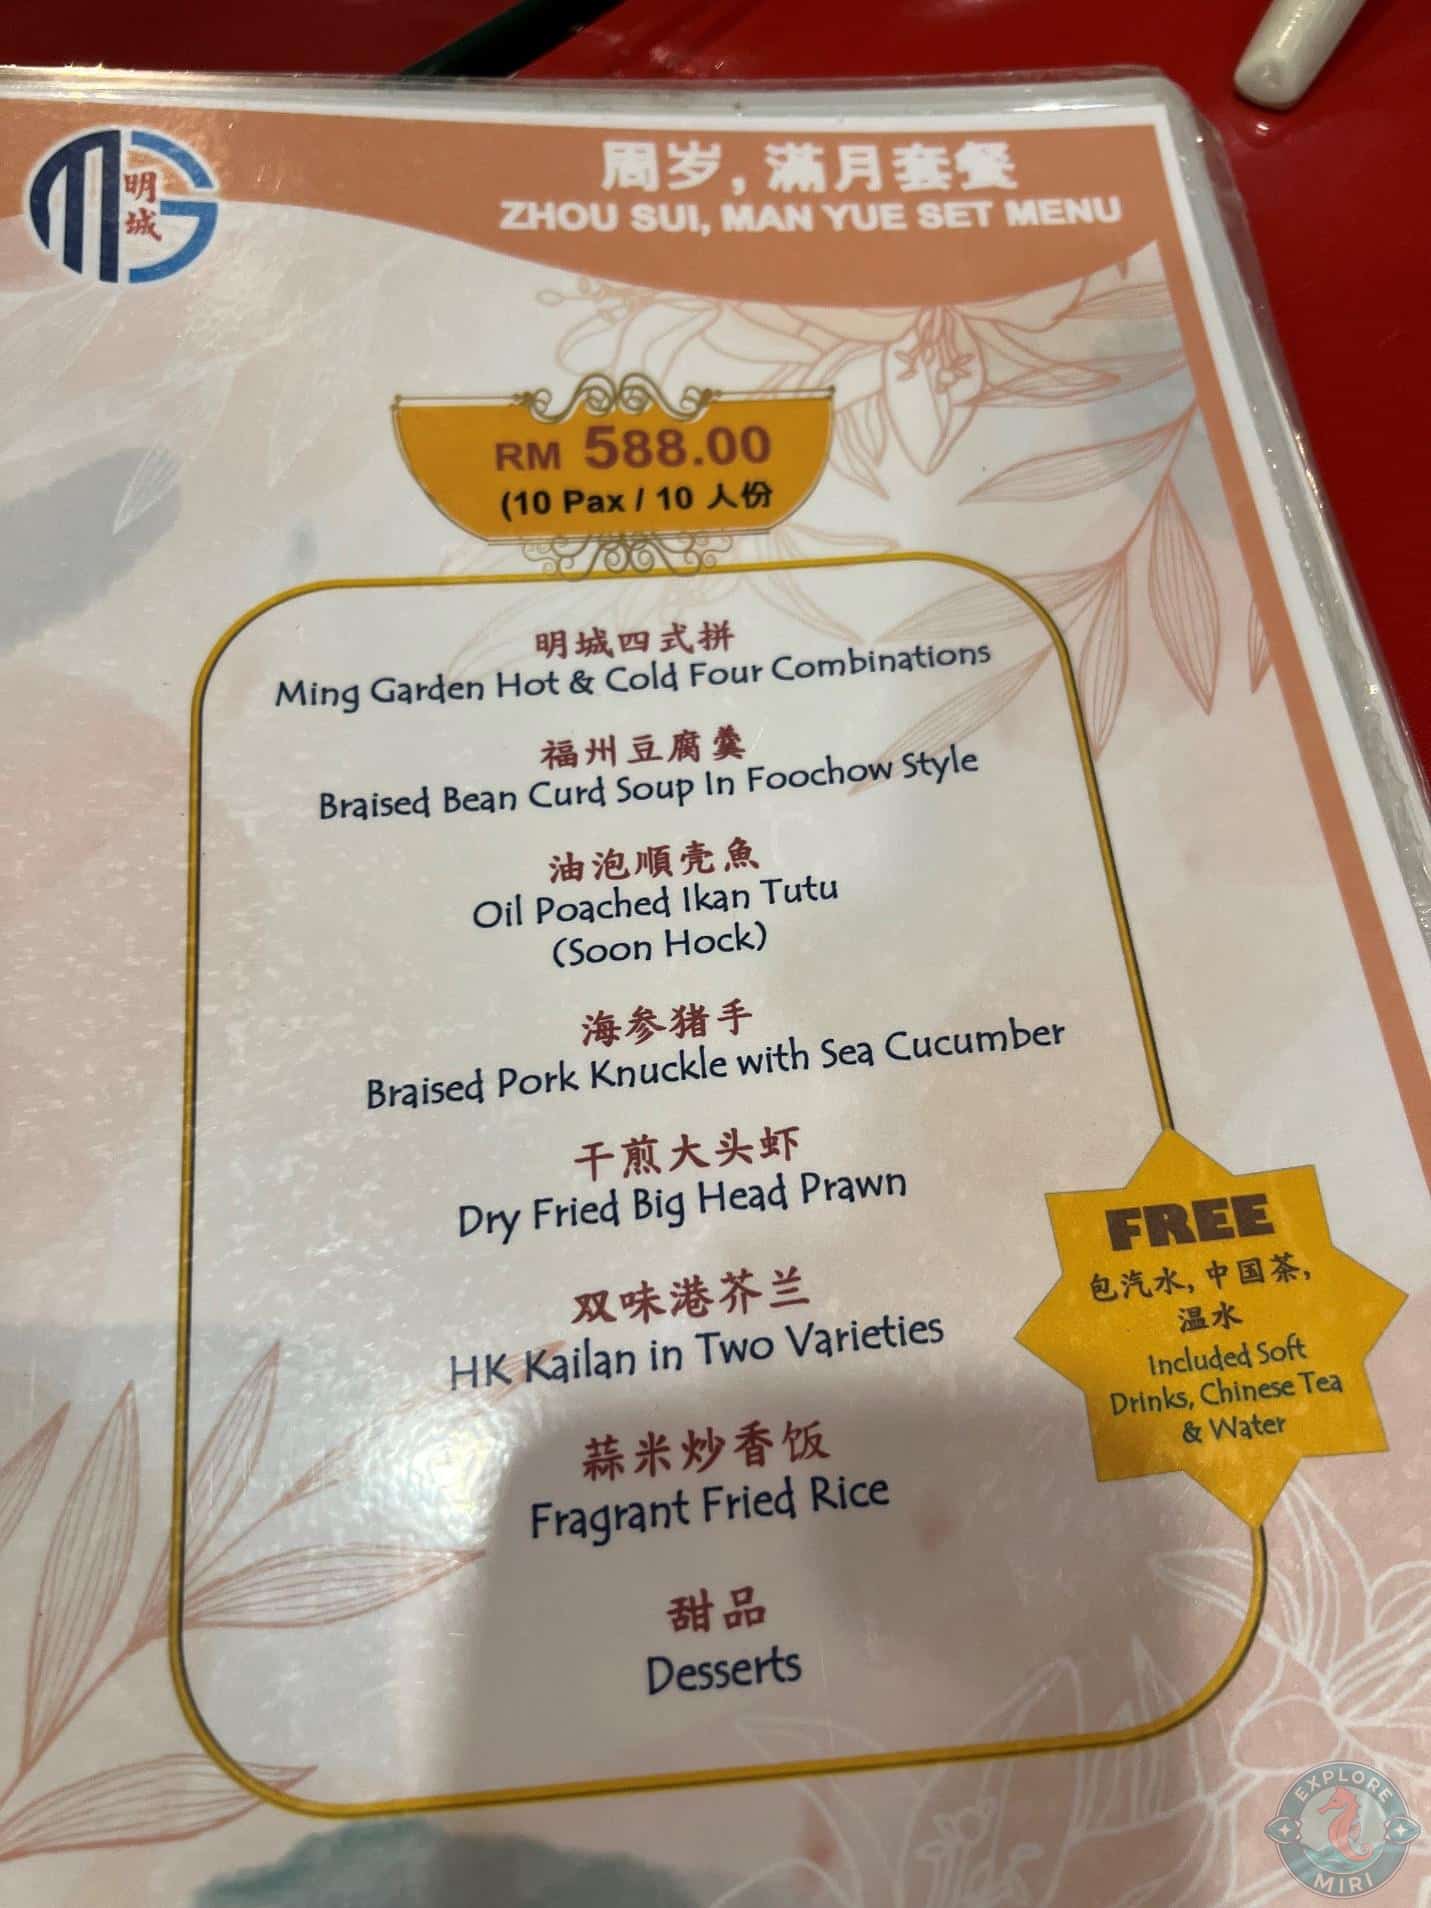 MG
明城
周岁,满月套餐
ZHOU SUI, MAN YUE SET MENU
RM 588.00
(10 Pax / 10 人份
明城四式拼
Ming Garden Hot & Cold Four Combinations
福州豆腐羹
Braised Bean Curd Soup In Foochow Style
油泡順壳魚
Oil Poached Ikan Tutu
(Soon Hock)
海参猪手
Braised Pork Knuckle with Sea Cucumber
干煎大头虾
Dry Fried Big Head Prawn
双味港芥兰
HK Kailan in Two Varieties
蒜米炒香饭
Fragrant Fried Rice
甜品
Desserts
FREE
包汽水,中国茶,
温水
Included Soft
Drinks, Chinese Tea
& Water
EXPLORE
MIRI